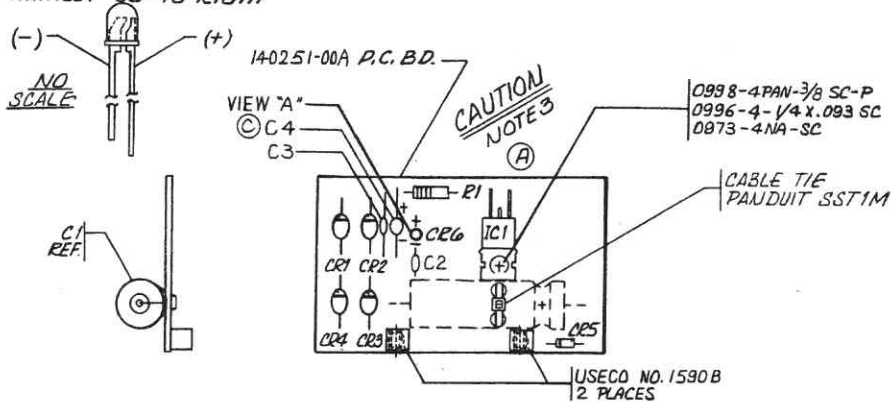 (-)
(+)
NO
SCALE
140251-00A P.C. BD.
VIEW "A"
Ⓒ C4
C3
CAUTION
NOTE 3
Ⓐ
0998-4PAN-3/8 SC-P
0996-4-1/4 X .093 SC
0973-4NA-SC
CABLE TIE
PANDUIT SST1M
R1
+
+
-
CR6
IC1
+
C2
CR1
CR2
C1
REF.
+
CR4
CR3
CR5
USECO NO. 1590B
2 PLACES